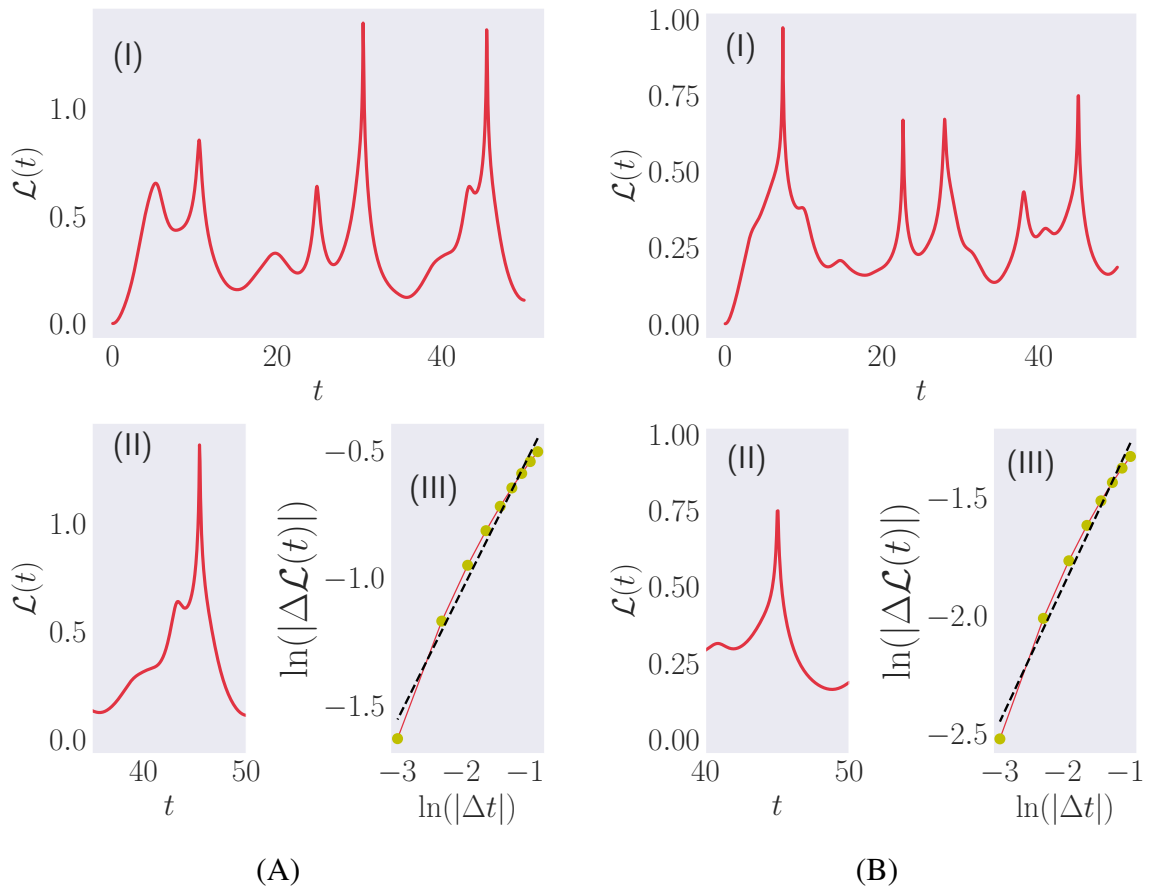 (I)
1.0
0.5
0.0
ℒ(t)
0
20
40
t
(II)
1.0
0.5
0.0
ℒ(t)
40
50
t
(III)
−0.5
−1.0
−1.5
ln(|Δℒ(t)|)
−3
−2
−1
ln(|Δt|)
(A)
(I)
1.00
0.75
0.50
0.25
0.00
ℒ(t)
0
20
40
t
(II)
1.00
0.75
0.50
0.25
0.00
ℒ(t)
40
50
t
(III)
−1.5
−2.0
−2.5
ln(|Δℒ(t)|)
−3
−2
−1
ln(|Δt|)
(B)